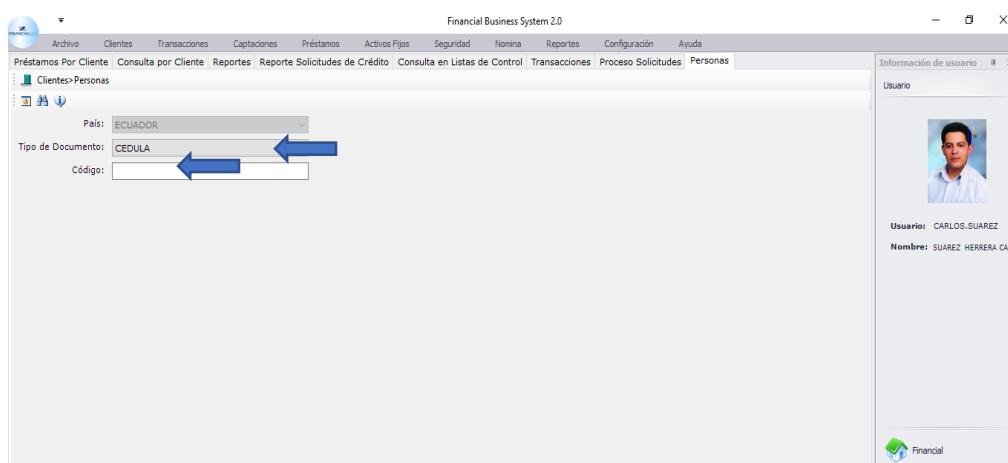 Financial Business System 2.0
Archivo Clientes Transacciones Captaciones Préstamos Activos Fijos Seguridad Nomina Reportes Configuración Ayuda
Préstamos Por Cliente Consulta por Cliente Reportes Reporte Solicitudes de Crédito Consulta en Listas de Control Transacciones Proceso Solicitudes Personas
Clientes>Personas
País: ECUADOR
Tipo de Documento: CEDULA
Código:
Información de usuario
Usuario
Usuario: CARLOS.SUAREZ
Nombre: SUAREZ HERRERA CA
Financial